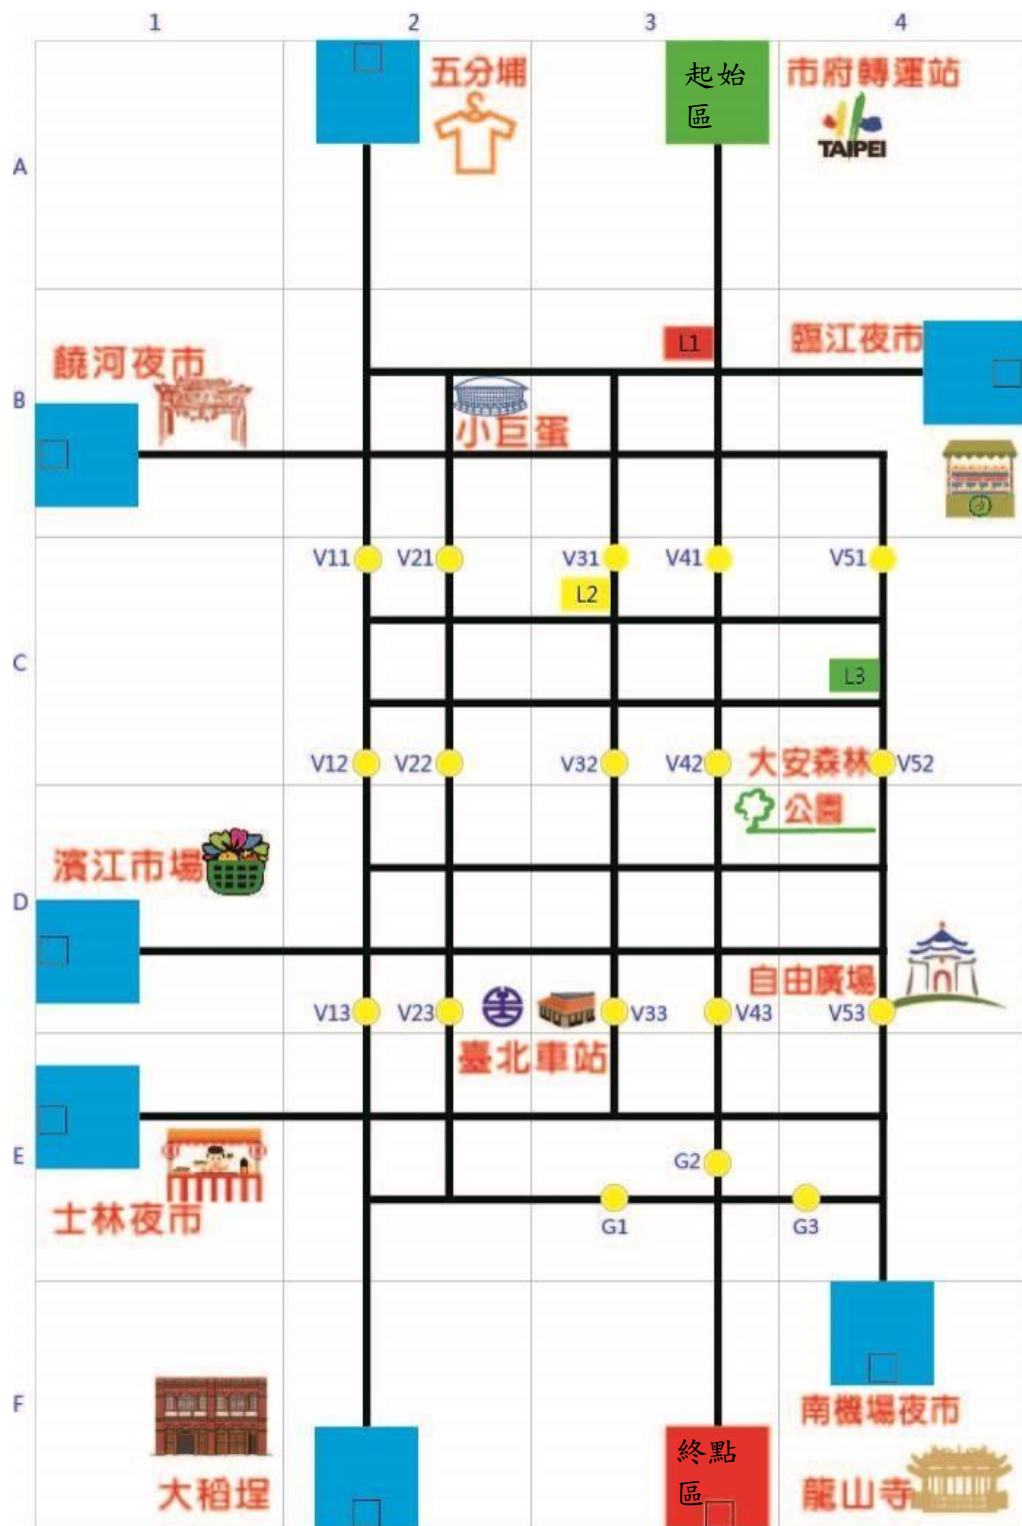 1 2 3 4
起始
區
五分埔
市府轉運站
TAIPEI
A
L1
臨江夜市
饒河夜市
B
小巨蛋
V11 V21 V31 V41 V51
L2
C
L3
V12 V22 V32 V42 大安森林 V52
公園
濱江市場
D
自由廣場
V13 V23 V33 V43 V53
臺北車站
E
G2
士林夜市
G1 G3
F
南機場夜市
終點
區
大稻埕
龍山寺